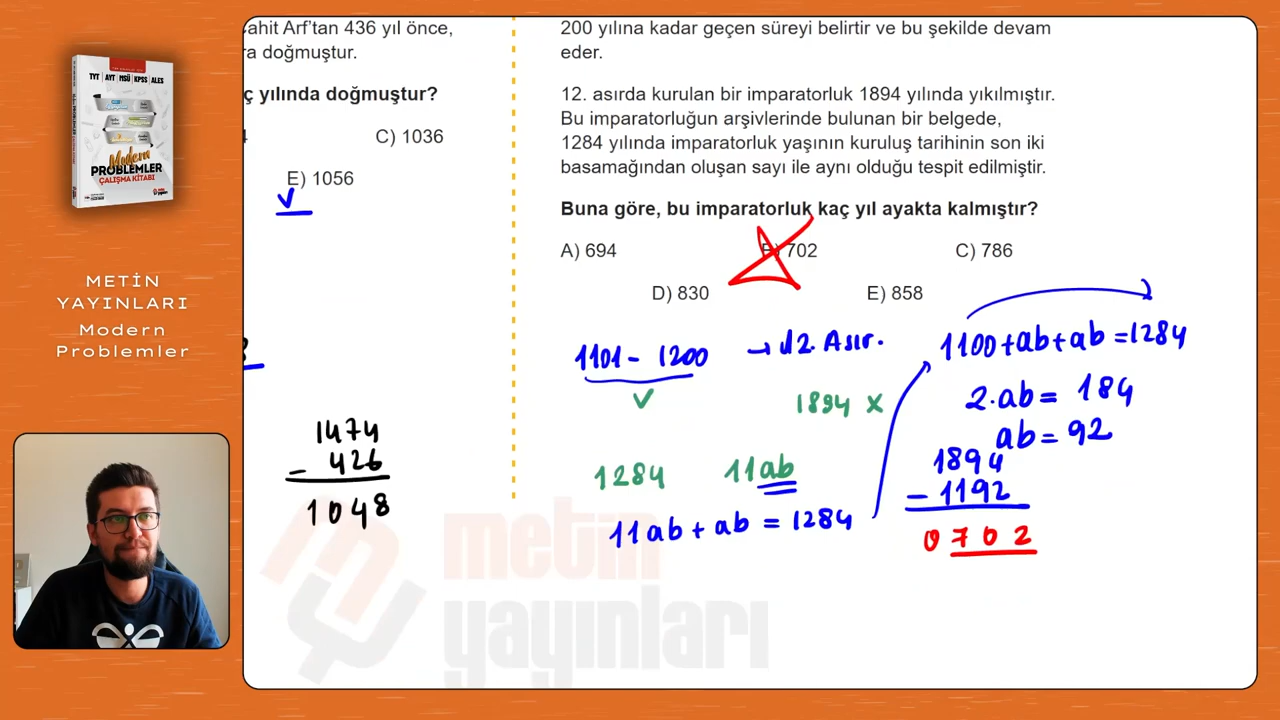 TYT | AYT | MSÜ | KPSS | ALES
Modern
PROBLEMLER
ÇALIŞMA KİTABI
METİN
YAYINLARI
Modern
Problemler
ahit Arf'tan 436 yıl önce,
ra doğmuştur.
ç yılında doğmuştur?
4
C) 1036
E) 1056
1474
- 426
1048
200 yılına kadar geçen süreyi belirtir ve bu şekilde devam
eder.
12. asırda kurulan bir imparatorluk 1894 yılında yıkılmıştır.
Bu imparatorluğun arşivlerinde bulunan bir belgede,
1284 yılında imparatorluk yaşının kuruluş tarihinin son iki
basamağından oluşan sayı ile aynı olduğu tespit edilmiştir.
Buna göre, bu imparatorluk kaç yıl ayakta kalmıştır?
A) 694 B) 702 C) 786
D) 830 E) 858
1101 - 1200 → 12. Asır.
1894 x
1284 11ab
11ab + ab = 1284
1100+ab+ab=1284
2.ab = 184
ab = 92
1894
- 1192
0702
metin
yayınları